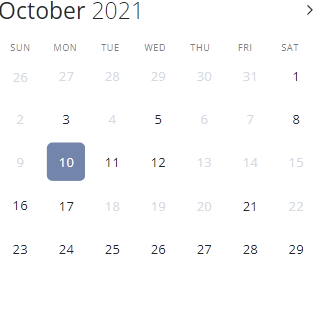 October 2021 >
SUN MON TUE WED THU FRI SAT
26 27 28 29 30 31 1
2 3 4 5 6 7 8
9 10 11 12 13 14 15
16 17 18 19 20 21 22
23 24 25 26 27 28 29